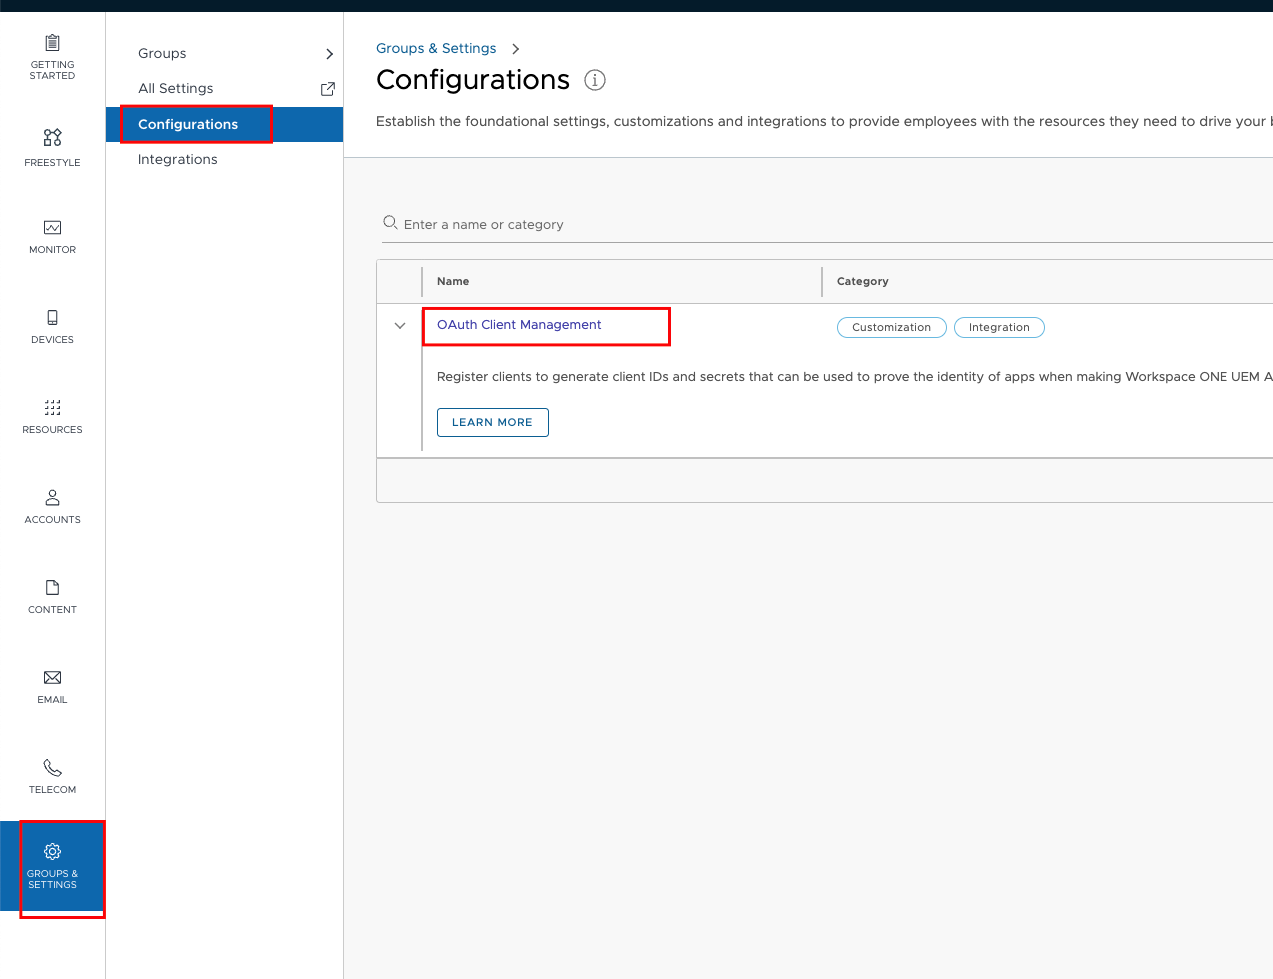 GETTING
STARTED
FREESTYLE
MONITOR
DEVICES
RESOURCES
ACCOUNTS
CONTENT
EMAIL
TELECOM
GROUPS &
SETTINGS
Groups
All Settings
Configurations
Integrations
Groups & Settings
Configurations
Establish the foundational settings, customizations and integrations to provide employees with the resources they need to drive your
Enter a name or category
Name Category
OAuth Client Management Customization Integration
Register clients to generate client IDs and secrets that can be used to prove the identity of apps when making Workspace ONE UEM A
LEARN MORE